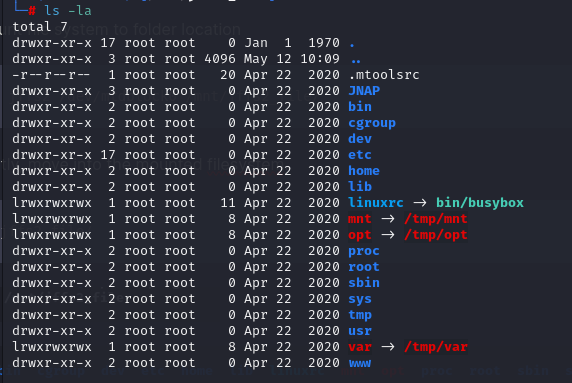 └─# ls -la
total 7
drwxr-xr-x 17 root root    0 Jan  1  1970 .
drwxr-xr-x  3 root root 4096 May 12 10:09 ..
-r--r--r--  1 root root   20 Apr 22  2020 .mtoolsrc
drwxr-xr-x  3 root root    0 Apr 22  2020 JNAP
drwxr-xr-x  2 root root    0 Apr 22  2020 bin
drwxr-xr-x  2 root root    0 Apr 22  2020 cgroup
drwxr-xr-x  2 root root    0 Apr 22  2020 dev
drwxr-xr-x 17 root root    0 Apr 22  2020 etc
drwxr-xr-x  2 root root    0 Apr 22  2020 home
drwxr-xr-x  2 root root    0 Apr 22  2020 lib
lrwxrwxrwx  1 root root   11 Apr 22  2020 linuxrc -> bin/busybox
lrwxrwxrwx  1 root root    8 Apr 22  2020 mnt -> /tmp/mnt
lrwxrwxrwx  1 root root    8 Apr 22  2020 opt -> /tmp/opt
drwxr-xr-x  2 root root    0 Apr 22  2020 proc
drwxr-xr-x  2 root root    0 Apr 22  2020 root
drwxr-xr-x  2 root root    0 Apr 22  2020 sbin
drwxr-xr-x  2 root root    0 Apr 22  2020 sys
drwxr-xr-x  2 root root    0 Apr 22  2020 tmp
drwxr-xr-x  2 root root    0 Apr 22  2020 usr
lrwxrwxrwx  1 root root    8 Apr 22  2020 var -> /tmp/var
drwxr-xr-x  2 root root    0 Apr 22  2020 www